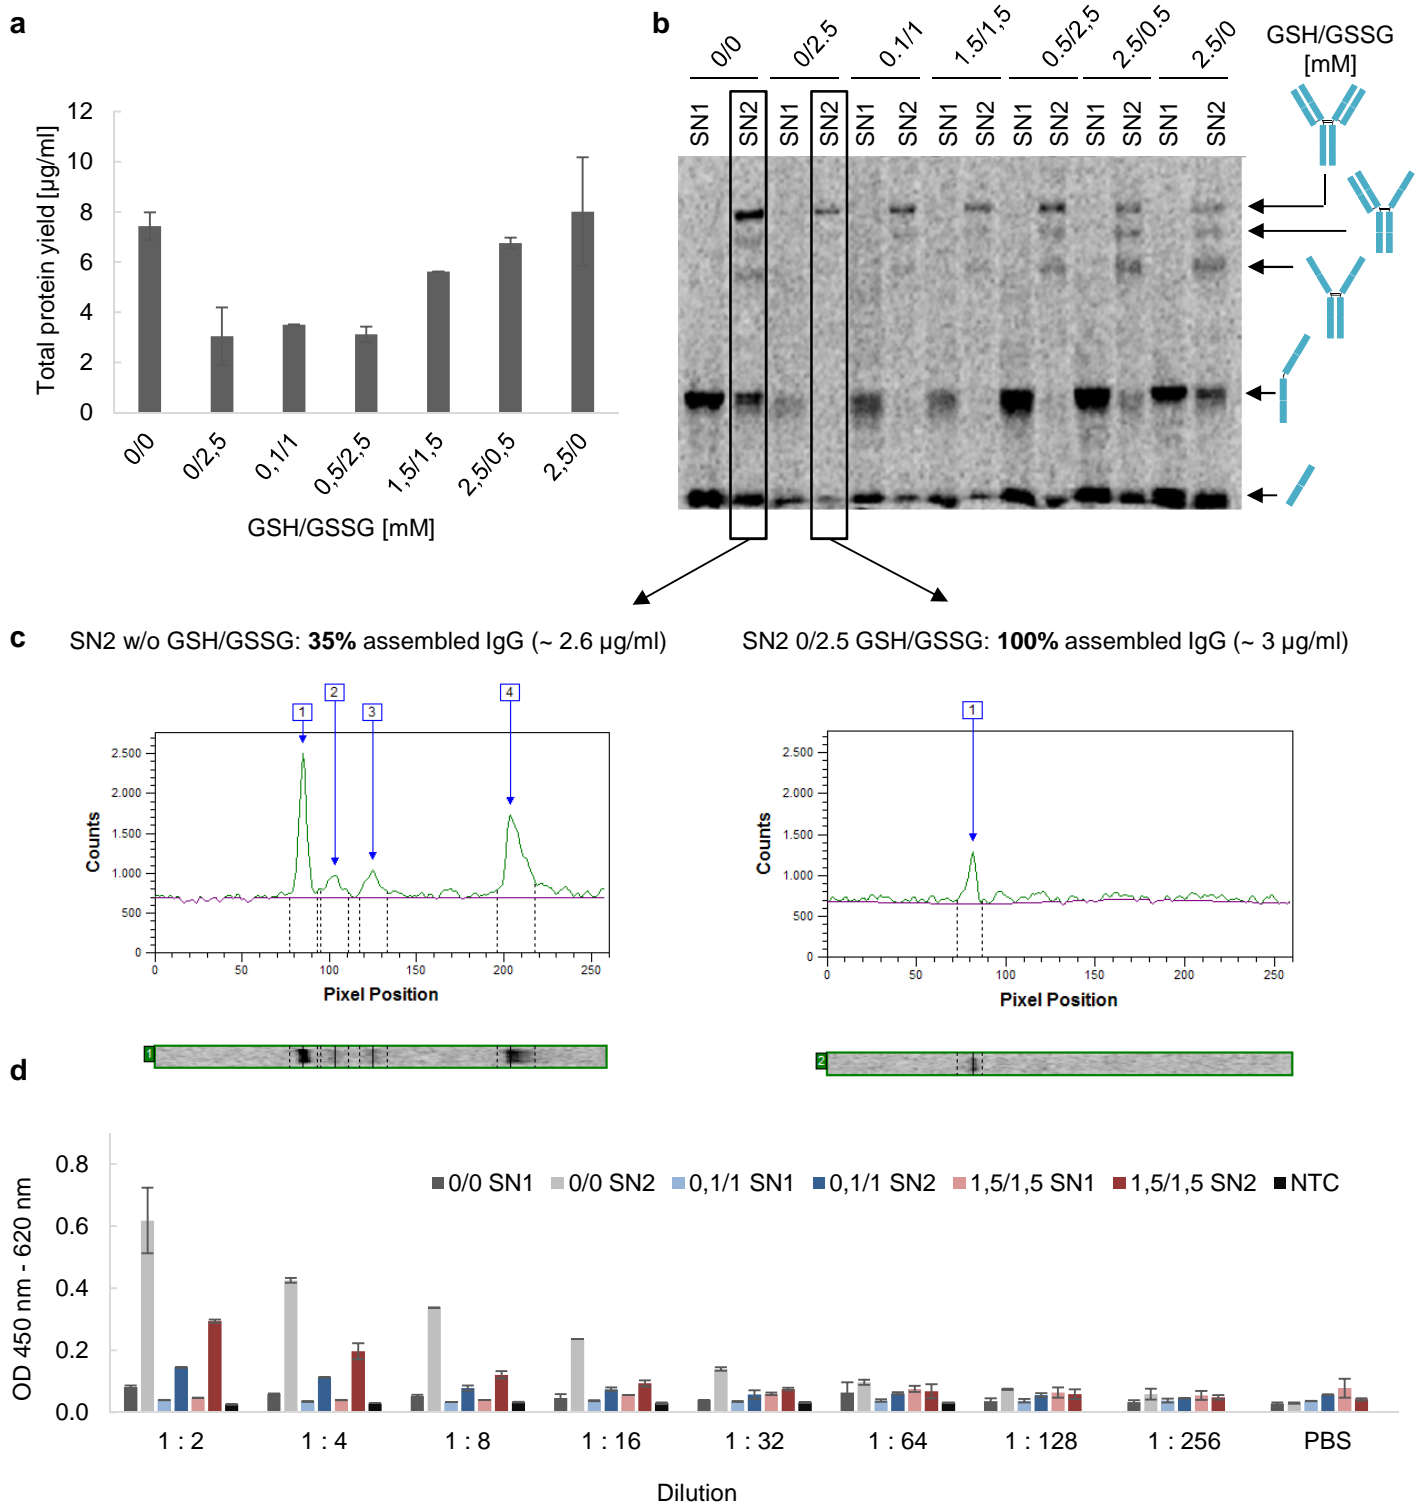 a
Total protein yield [µg/ml]
12
10
8
6
4
2
0
0/0
0/2,5
0,1/1
0,5/2,5
1,5/1,5
2,5/0,5
2,5/0
GSH/GSSG [mM]
b
0/0
0/2.5
0.1/1
1.5/1,5
0.5/2,5
2.5/0.5
2.5/0
GSH/GSSG
[mM]
SN1 SN2 SN1 SN2 SN1 SN2 SN1 SN2 SN1 SN2 SN1 SN2 SN1 SN2
c
SN2 w/o GSH/GSSG: 35% assembled IgG (~ 2.6 µg/ml)
1
2
3
4
Counts
2.500
2.000
1.500
1.000
500
0
0 50 100 150 200 250
Pixel Position
1
SN2 0/2.5 GSH/GSSG: 100% assembled IgG (~ 3 µg/ml)
1
Counts
2.500
2.000
1.500
1.000
500
0
0 50 100 150 200 250
Pixel Position
2
d
OD 450 nm - 620 nm
0.8
0.6
0.4
0.2
0.0
0/0 SN1 0/0 SN2 0,1/1 SN1 0,1/1 SN2 1,5/1,5 SN1 1,5/1,5 SN2 NTC
1 : 2 1 : 4 1 : 8 1 : 16 1 : 32 1 : 64 1 : 128 1 : 256 PBS
Dilution